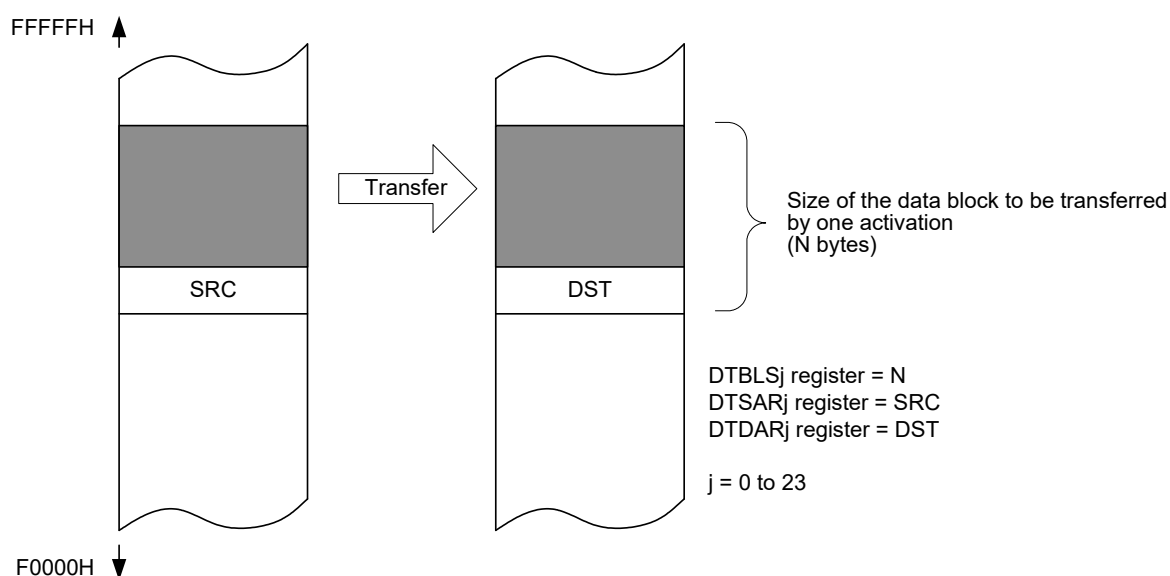 FFFFFH
Transfer
Size of the data block to be transferred
by one activation
(N bytes)
SRC
DST
DTBLSj register = N
DTSARj register = SRC
DTDARj register = DST
j = 0 to 23
F0000H